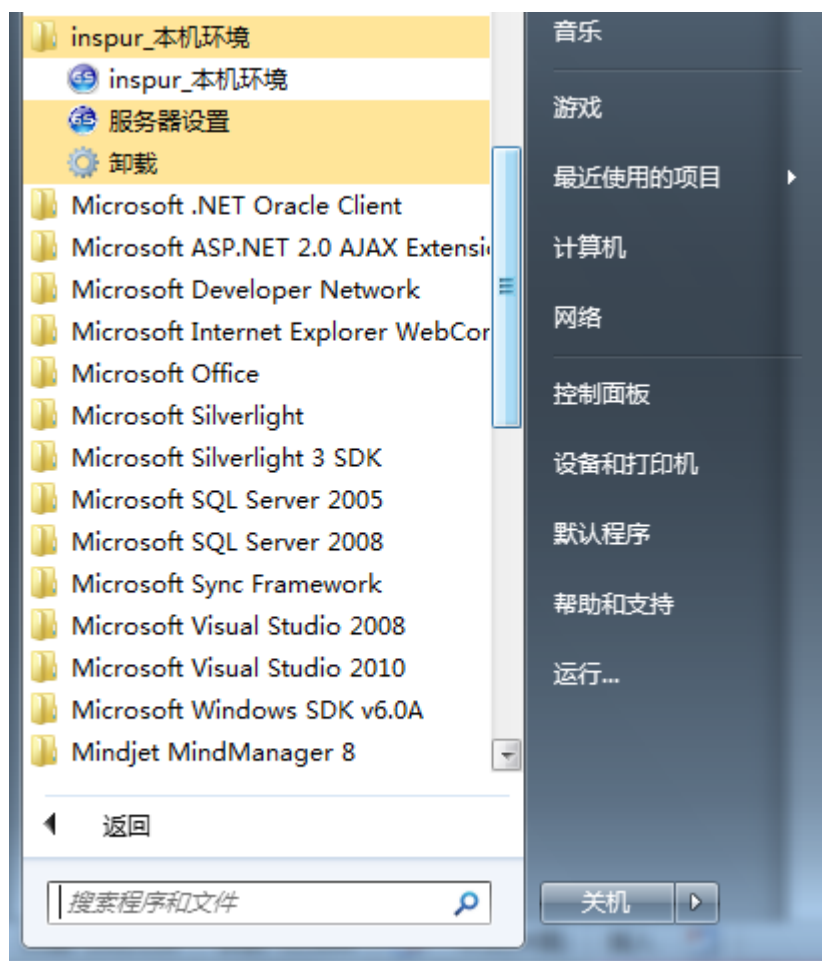 inspur_本机环境
inspur_本机环境
服务器设置
卸载
Microsoft .NET Oracle Client
Microsoft ASP.NET 2.0 AJAX Extensi
Microsoft Developer Network
Microsoft Internet Explorer WebCor
Microsoft Office
Microsoft Silverlight
Microsoft Silverlight 3 SDK
Microsoft SQL Server 2005
Microsoft SQL Server 2008
Microsoft Sync Framework
Microsoft Visual Studio 2008
Microsoft Visual Studio 2010
Microsoft Windows SDK v6.0A
Mindjet MindManager 8
返回
搜索程序和文件
音乐
游戏
最近使用的项目
计算机
网络
控制面板
设备和打印机
默认程序
帮助和支持
运行...
关机